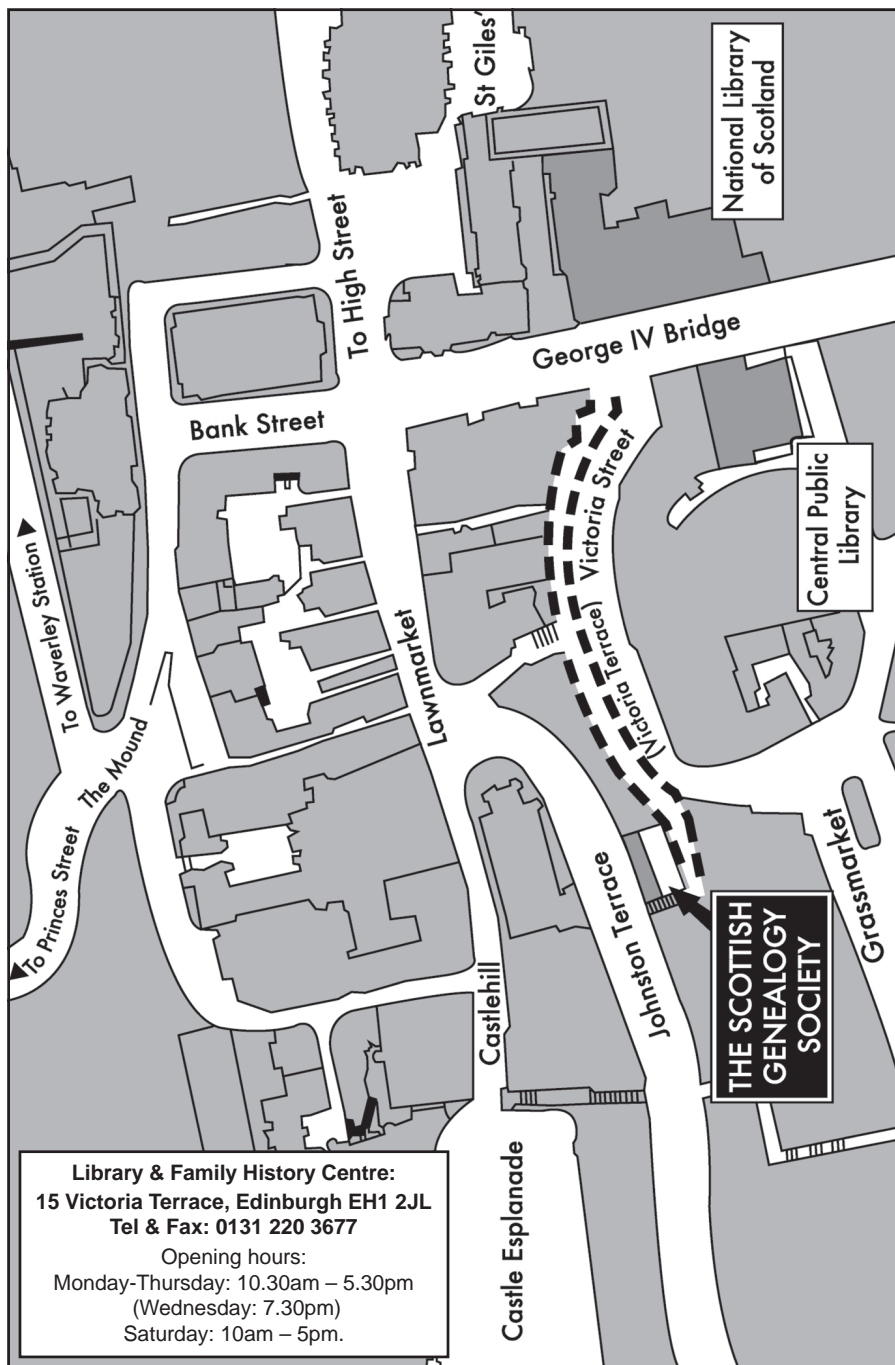 St Giles'
National Library
of Scotland
To High Street
George IV Bridge
Bank Street
Victoria Street
(Victoria Terrace)
Central Public
Library
To Waverley Station
The Mound
To Princes Street
Lawnmarket
Johnston Terrace
Grassmarket
Castlehill
THE SCOTTISH
GENEALOGY
SOCIETY
Castle Esplanade
Library & Family History Centre:
15 Victoria Terrace, Edinburgh EH1 2JL
Tel & Fax: 0131 220 3677
Opening hours:
Monday-Thursday: 10.30am – 5.30pm
(Wednesday: 7.30pm)
Saturday: 10am – 5pm.